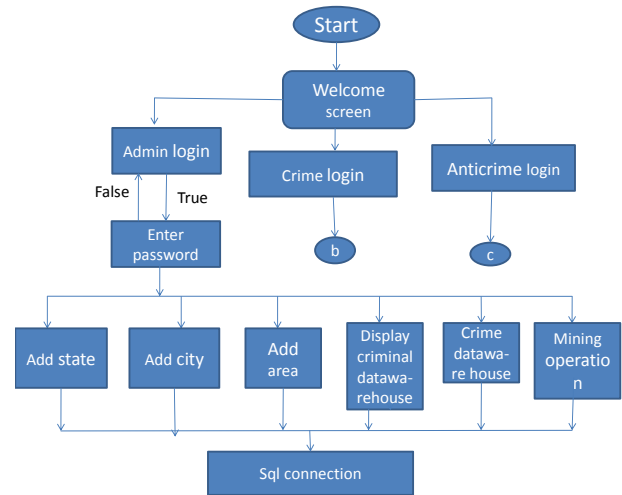 Start
Welcome
screen
Admin login
Crime login
Anticrime login
False
True
Enter
password
b
c
Add state
Add city
Add
area
Display
criminal
datawa-
rehouse
Crime
datawa-
re house
Mining
operatio
n
Sql connection